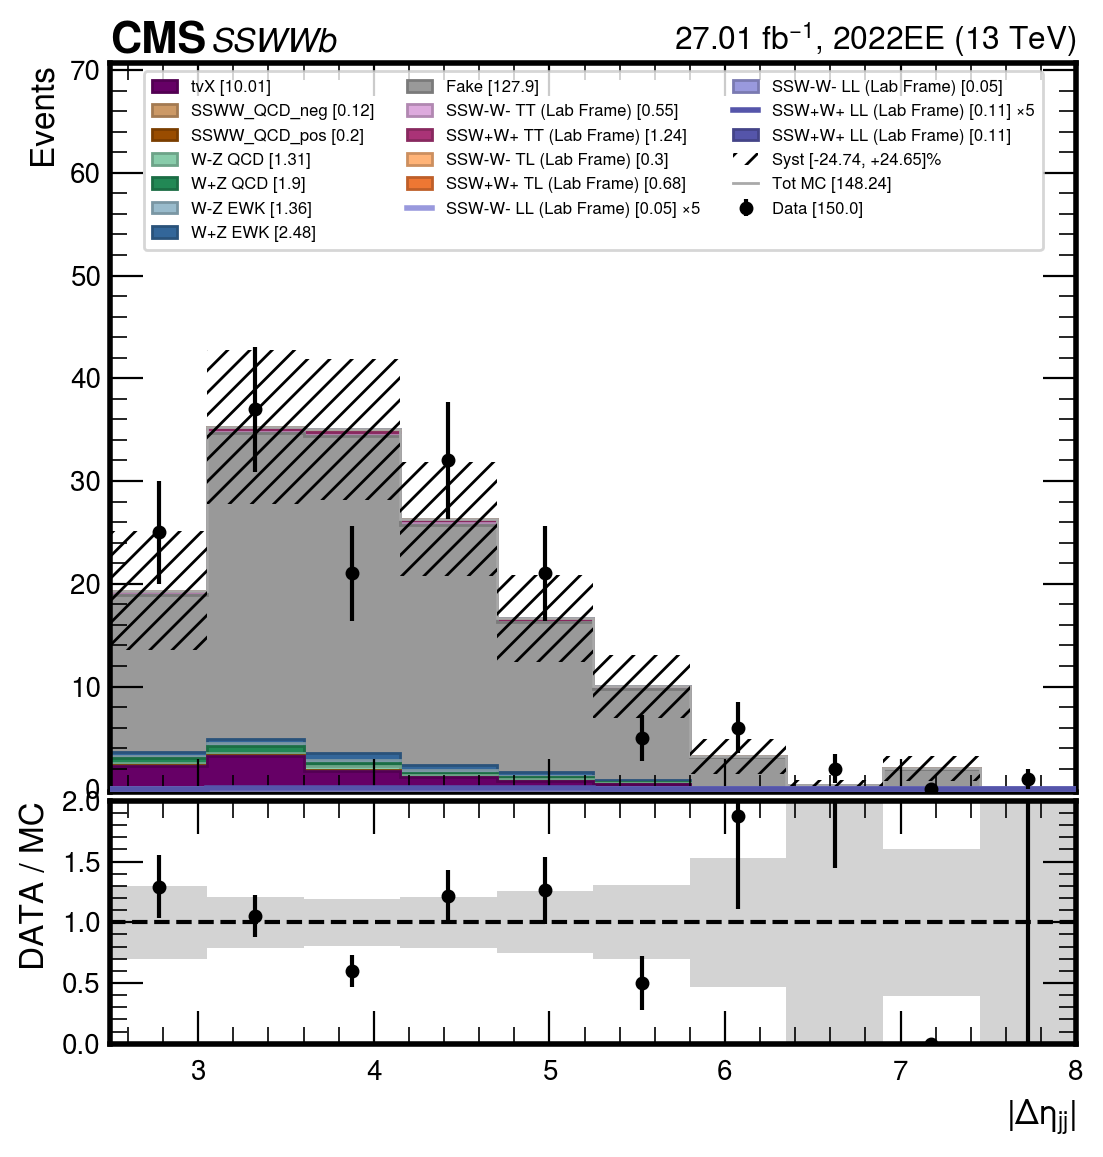 CMS SSWWb 27.01 fb⁻¹, 2022EE (13 TeV)
Events
70
60
50
40
30
20
10
0
tVX [10.01]
SSWW_QCD_neg [0.12]
SSWW_QCD_pos [0.2]
W-Z QCD [1.31]
W+Z QCD [1.9]
W-Z EWK [1.36]
W+Z EWK [2.48]
Fake [127.9]
SSW-W- TT (Lab Frame) [0.55]
SSW+W+ TT (Lab Frame) [1.24]
SSW-W- TL (Lab Frame) [0.3]
SSW+W+ TL (Lab Frame) [0.68]
SSW-W- LL (Lab Frame) [0.05] ×5
SSW-W- LL (Lab Frame) [0.05]
SSW+W+ LL (Lab Frame) [0.11] ×5
SSW+W+ LL (Lab Frame) [0.11]
Syst [-24.74, +24.65]%
Tot MC [148.24]
Data [150.0]
DATA / MC
2.0
1.5
1.0
0.5
0.0
3 4 5 6 7 8
|Δηjj|